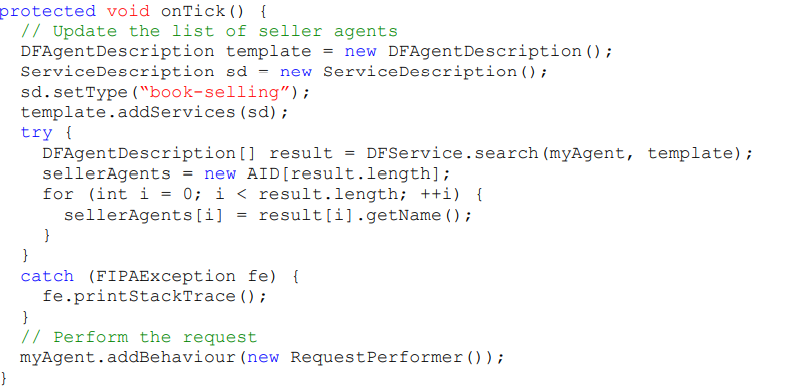 protected void onTick() {
  // Update the list of seller agents
  DFAgentDescription template = new DFAgentDescription();
  ServiceDescription sd = new ServiceDescription();
  sd.setType(“book-selling”);
  template.addServices(sd);
  try {
    DFAgentDescription[] result = DFService.search(myAgent, template);
    sellerAgents = new AID[result.length];
    for (int i = 0; i < result.length; ++i) {
      sellerAgents[i] = result[i].getName();
    }
  }
  catch (FIPAException fe) {
    fe.printStackTrace();
  }
  // Perform the request
  myAgent.addBehaviour(new RequestPerformer());
}